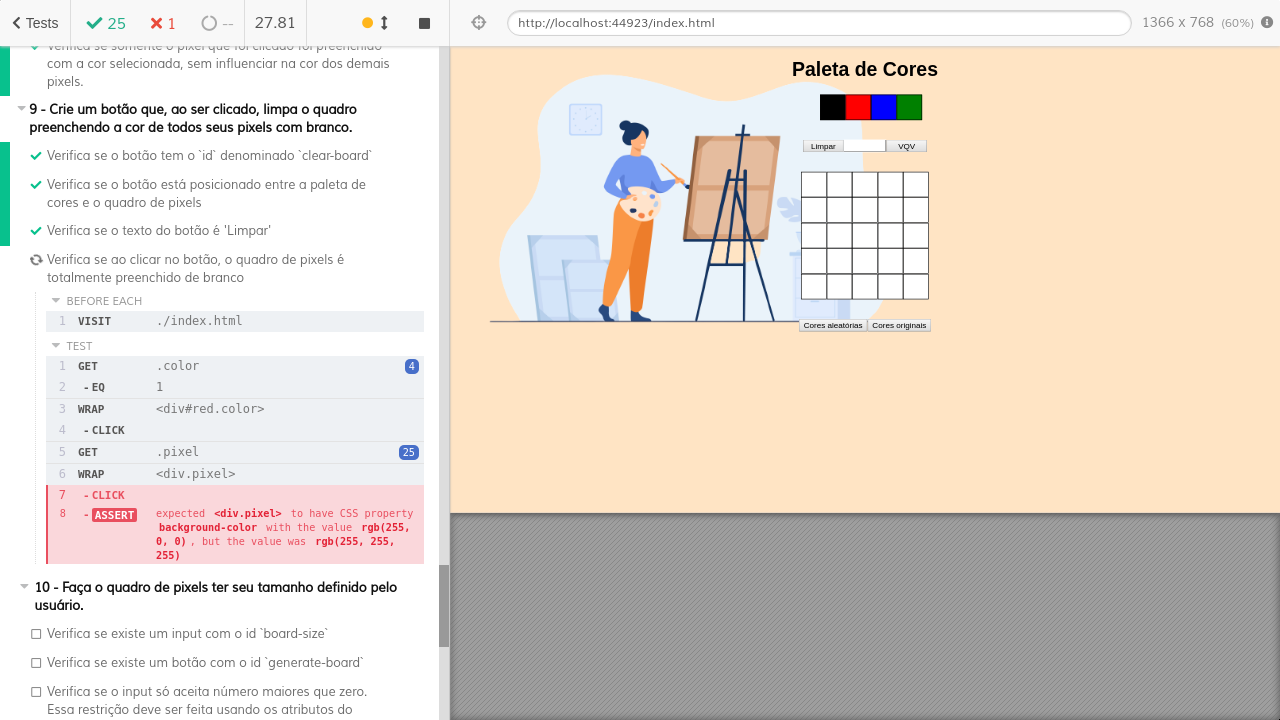 Tests
25
1
--
27.81
http://localhost:44923/index.html
1366 x 768 (60%)
Verifica se somente o pixel que foi clicado foi preenchido
com a cor selecionada, sem influenciar na cor dos demais
pixels.
9 - Crie um botão que, ao ser clicado, limpa o quadro
preenchendo a cor de todos seus pixels com branco.
Verifica se o botão tem o `id` denominado `clear-board`
Verifica se o botão está posicionado entre a paleta de
cores e o quadro de pixels
Verifica se o texto do botão é 'Limpar'
Verifica se ao clicar no botão, o quadro de pixels é
totalmente preenchido de branco
BEFORE EACH
1 VISIT ./index.html
TEST
1 GET .color 4
2 - EQ 1
3 WRAP <div#red.color>
4 - CLICK
5 GET .pixel 25
6 WRAP <div.pixel>
7 - CLICK
8 - ASSERT expected <div.pixel> to have CSS property
background-color with the value rgb(255,
0, 0) , but the value was rgb(255, 255,
255)
10 - Faça o quadro de pixels ter seu tamanho definido pelo
usuário.
Verifica se existe um input com o id `board-size`
Verifica se existe um botão com o id `generate-board`
Verifica se o input só aceita número maiores que zero.
Essa restrição deve ser feita usando os atributos do
Paleta de Cores
Limpar VQV
Cores aleatórias Cores originais